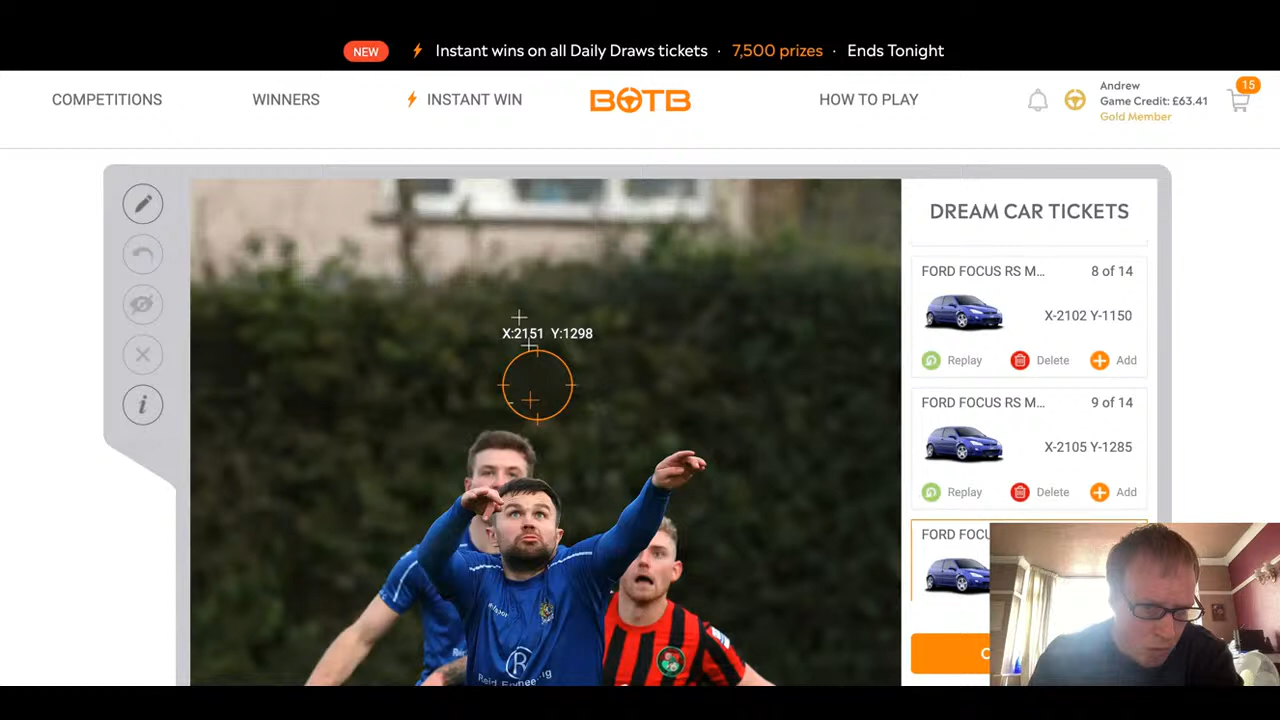 NEW Instant wins on all Daily Draws tickets · 7,500 prizes · Ends Tonight
COMPETITIONS WINNERS INSTANT WIN BOTB HOW TO PLAY
Andrew
Game Credit: £63.41
Gold Member
15
DREAM CAR TICKETS
FORD FOCUS RS M... 8 of 14
X-2102 Y-1150
Replay Delete Add
FORD FOCUS RS M... 9 of 14
X-2105 Y-1285
Replay Delete Add
FORD FOCU
X:2151 Y:1298
i
R